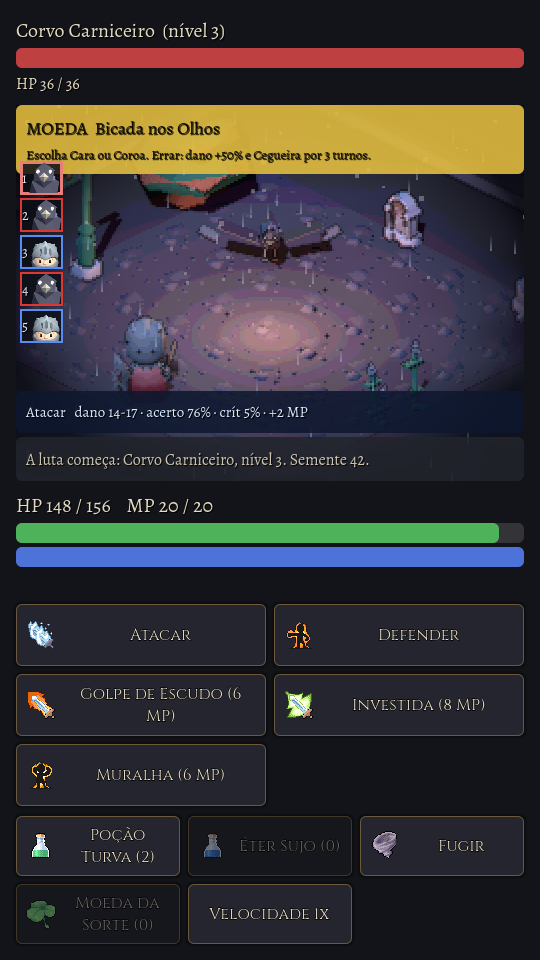 Corvo Carniceiro (nível 3)
HP 36 / 36
MOEDA Bicada nos Olhos
Escolha Cara ou Coroa. Errar: dano +50% e Cegueira por 3 turnos.
1
2
3
4
5
Atacar dano 14-17 · acerto 76% · crít 5% · +2 MP
A luta começa: Corvo Carniceiro, nível 3. Semente 42.
HP 148 / 156 MP 20 / 20
Atacar
Defender
Golpe de Escudo (6
MP)
Investida (8 MP)
Muralha (6 MP)
Poção
Turva (2)
Éter Sujo (0)
Fugir
Moeda da
Sorte (0)
Velocidade 1x